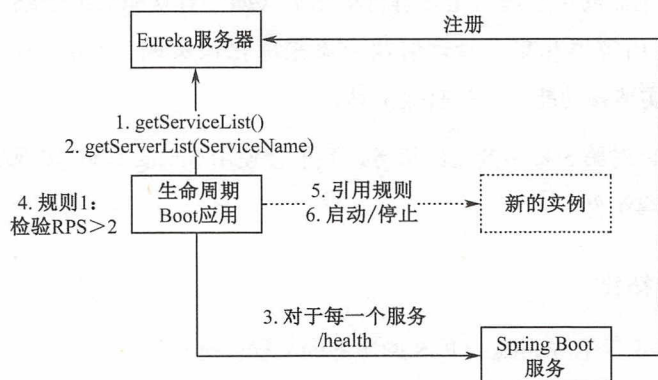 注册
Eureka服务器
1. getServiceList()
2. getServerList(ServiceName)
4. 规则1：
检验RPS＞2
生命周期
Boot应用
5. 引用规则
6. 启动/停止
新的实例
3. 对于每一个服务
/health
Spring Boot
服务